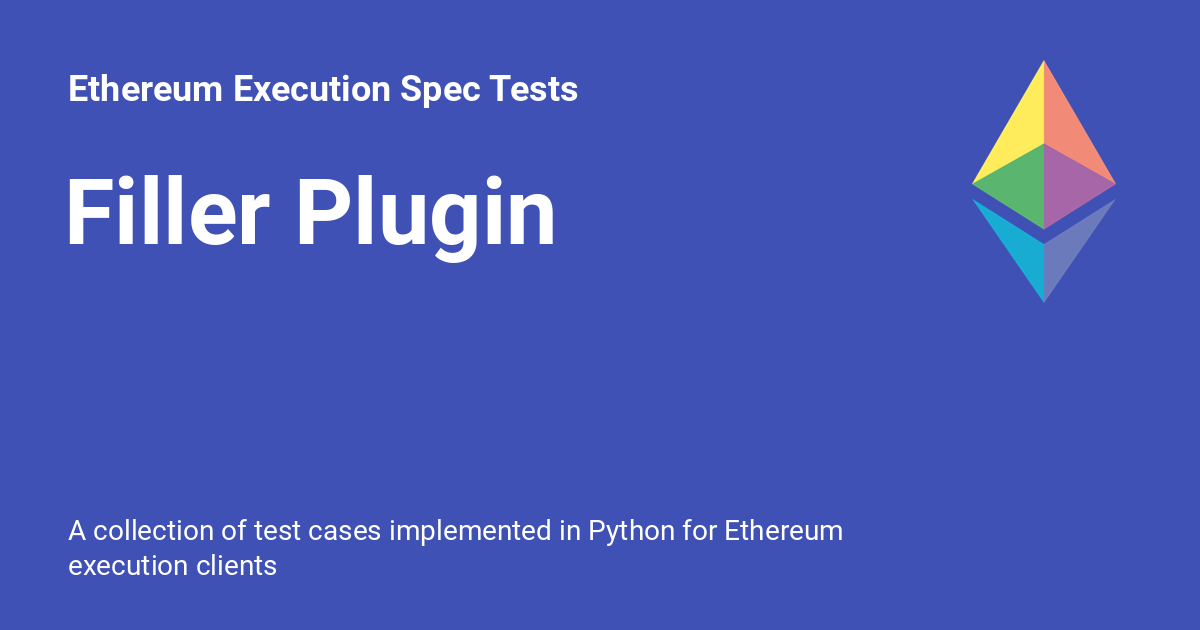 Ethereum Execution Spec Tests
Filler Plugin
A collection of test cases implemented in Python for Ethereum
execution clients